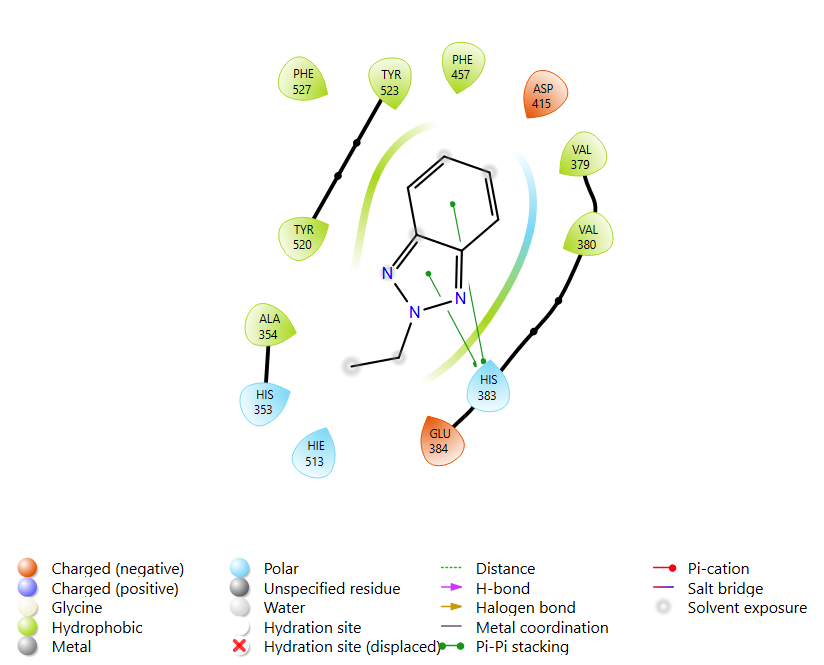 PHE
527
TYR
523
PHE
457
ASP
415
VAL
379
VAL
380
TYR
520
N
N
N
ALA
354
HIS
353
HIS
383
GLU
384
HIE
513
Charged (negative)
Charged (positive)
Glycine
Hydrophobic
Metal
Polar
Unspecified residue
Water
Hydration site
Hydration site (displaced)
Distance
H-bond
Halogen bond
Metal coordination
Pi-Pi stacking
Pi-cation
Salt bridge
Solvent exposure